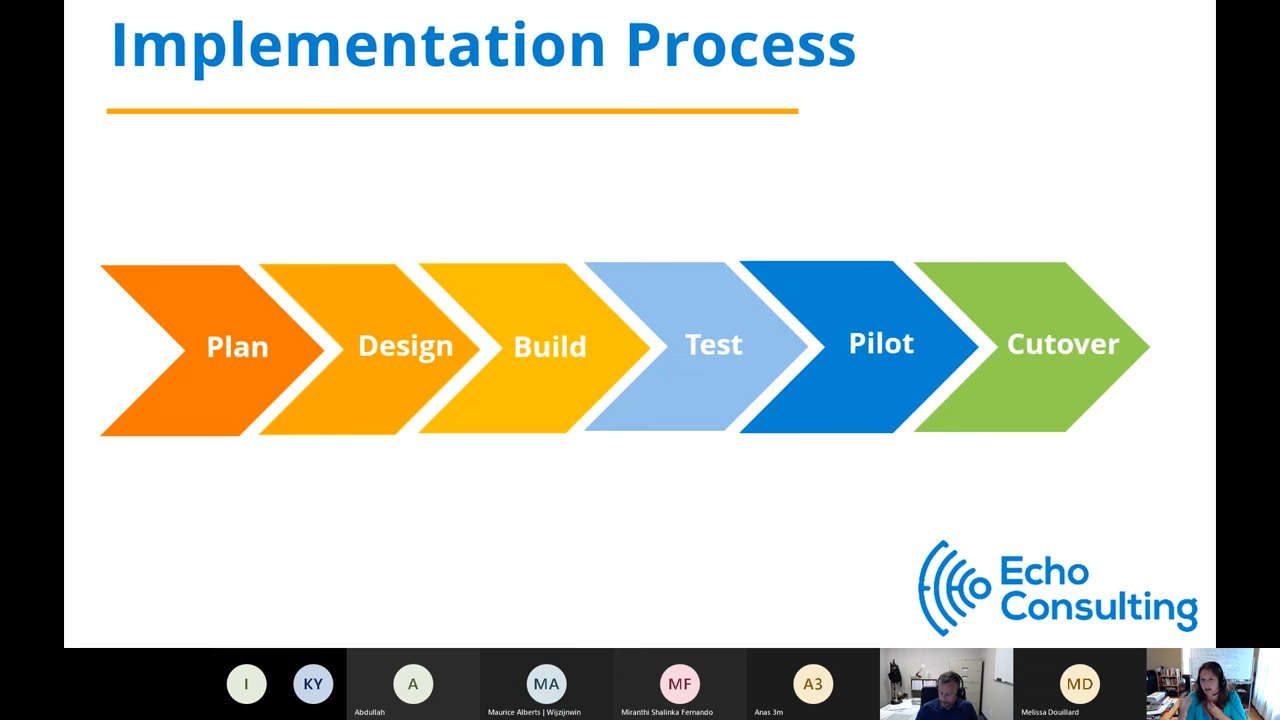 Implementation Process
Plan
Design
Build
Test
Pilot
Cutover
Echo
Consulting
I
KY
A
MA
MF
A3
MD
Abdullah
Maurice Alberts | Wijzijnwin
Miranthi Shalinka Fernando
Anas 3m
Melissa Douillard